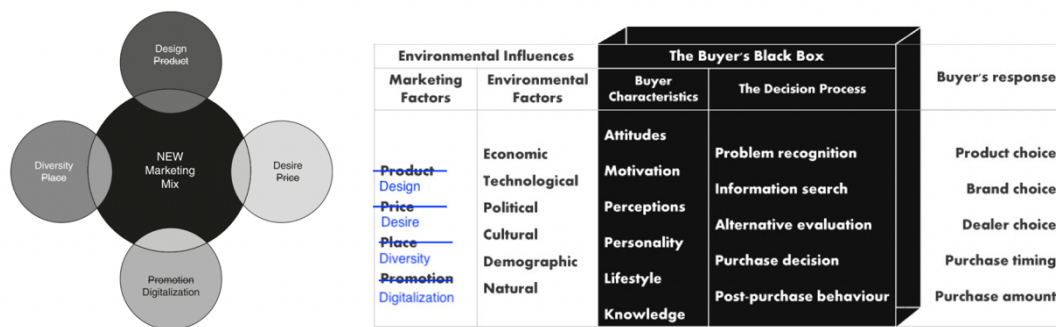 Design
Product
NEW
Marketing
Mix
Diversity
Place
Desire
Price
Promotion
Digitalization
Environmental Influences
The Buyer's Black Box
Buyer's response
Marketing
Factors
Environmental
Factors
Buyer
Characteristics
The Decision Process
Product
Design
Price
Desire
Place
Diversity
Promotion
Digitalization
Economic
Technological
Political
Cultural
Demographic
Natural
Attitudes
Motivation
Perceptions
Personality
Lifestyle
Knowledge
Problem recognition
Information search
Alternative evaluation
Purchase decision
Post-purchase behaviour
Product choice
Brand choice
Dealer choice
Purchase timing
Purchase amount